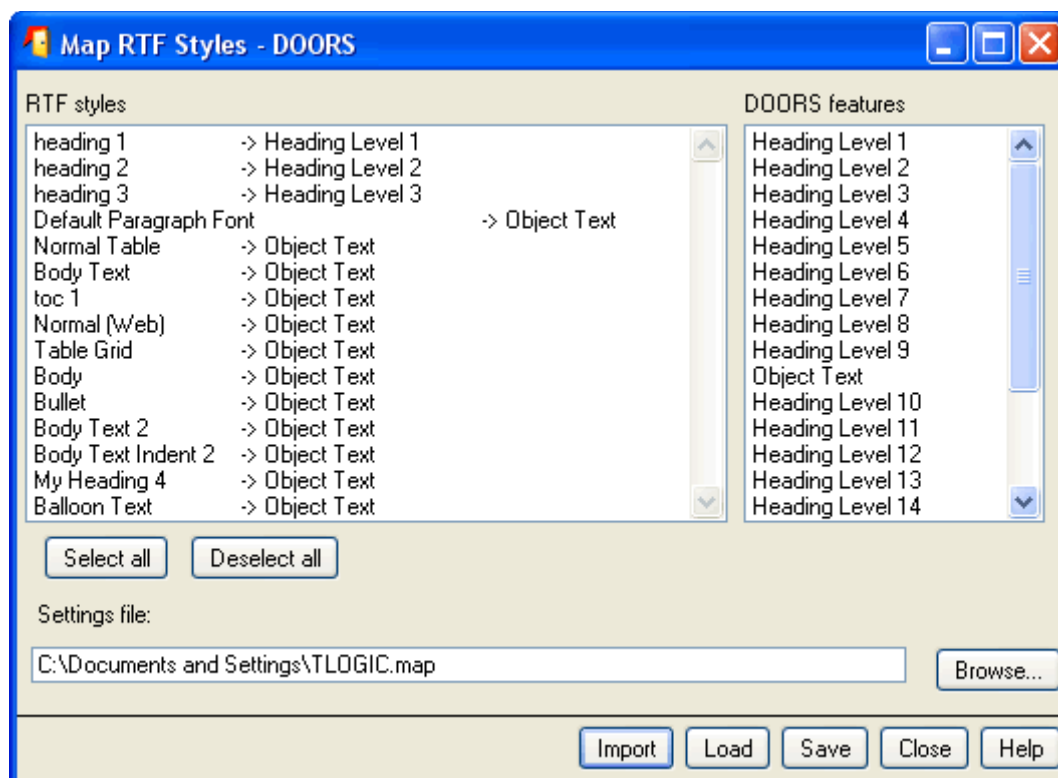 Map RTF Styles - DOORS
RTF styles
DOORS features
heading 1 -> Heading Level 1
heading 2 -> Heading Level 2
heading 3 -> Heading Level 3
Default Paragraph Font -> Object Text
Normal Table -> Object Text
Body Text -> Object Text
toc 1 -> Object Text
Normal (Web) -> Object Text
Table Grid -> Object Text
Body -> Object Text
Bullet -> Object Text
Body Text 2 -> Object Text
Body Text Indent 2 -> Object Text
My Heading 4 -> Object Text
Balloon Text -> Object Text
Heading Level 1
Heading Level 2
Heading Level 3
Heading Level 4
Heading Level 5
Heading Level 6
Heading Level 7
Heading Level 8
Heading Level 9
Object Text
Heading Level 10
Heading Level 11
Heading Level 12
Heading Level 13
Heading Level 14
Select all
Deselect all
Settings file:
C:\Documents and Settings\TLOGIC.map
Browse...
Import
Load
Save
Close
Help